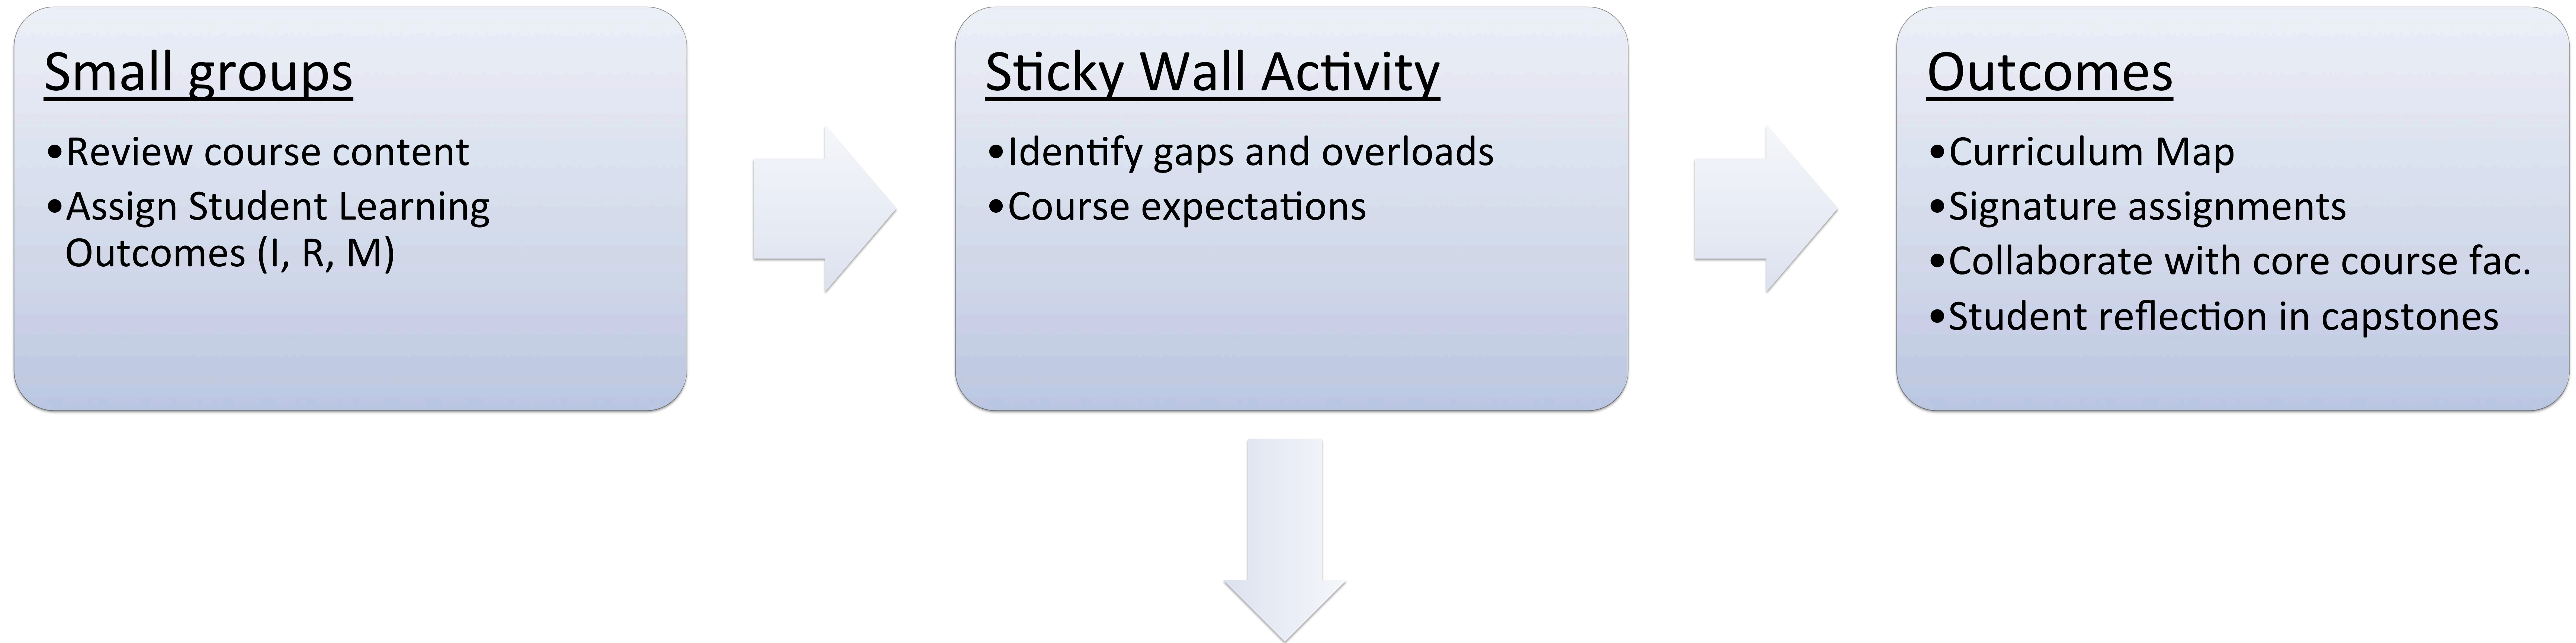 Small groups
•Review course content
•Assign Student Learning
Outcomes (I, R, M)
Sticky Wall Activity
•Identify gaps and overloads
•Course expectations
Outcomes
•Curriculum Map
•Signature assignments
•Collaborate with core course fac.
•Student reflection in capstones